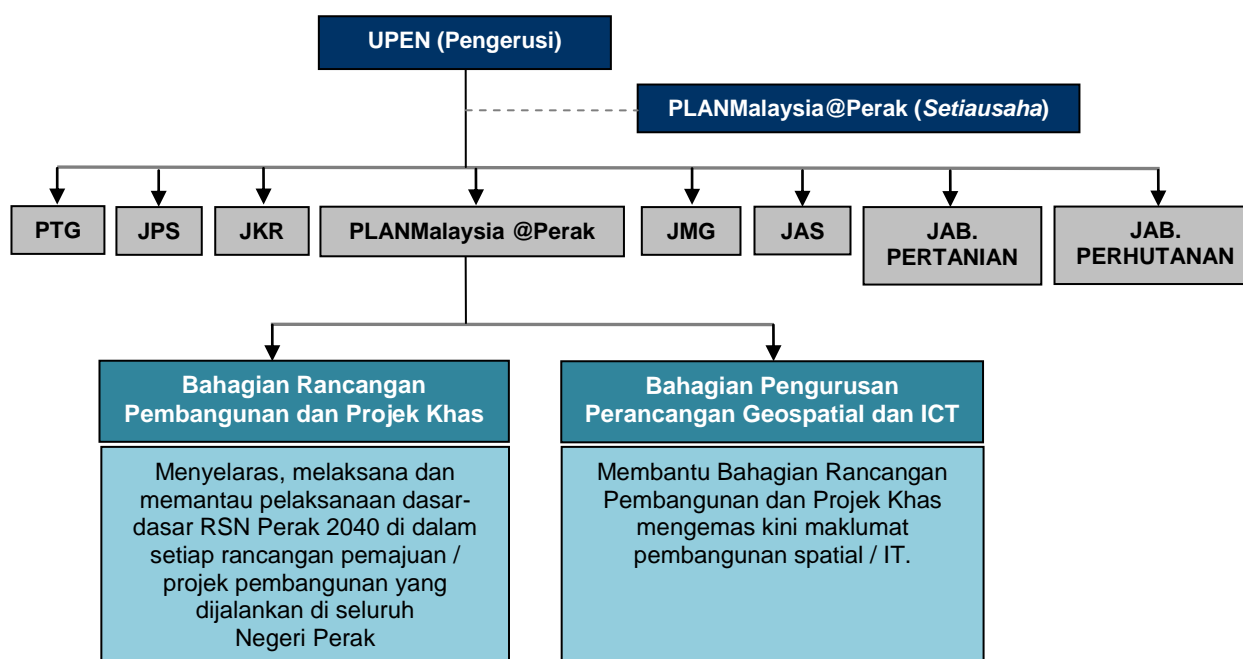 UPEN (Pengerusi)
PLANMalaysia@Perak (Setiausaha)
PTG
JPS
JKR
PLANMalaysia @Perak
JMG
JAS
JAB.
PERTANIAN
JAB.
PERHUTANAN
Bahagian Rancangan
Pembangunan dan Projek Khas
Menyelaras, melaksana dan
memantau pelaksanaan dasar-
dasar RSN Perak 2040 di dalam
setiap rancangan pemajuan /
projek pembangunan yang
dijalankan di seluruh
Negeri Perak
Bahagian Pengurusan
Perancangan Geospatial dan ICT
Membantu Bahagian Rancangan
Pembangunan dan Projek Khas
mengemas kini maklumat
pembangunan spatial / IT.